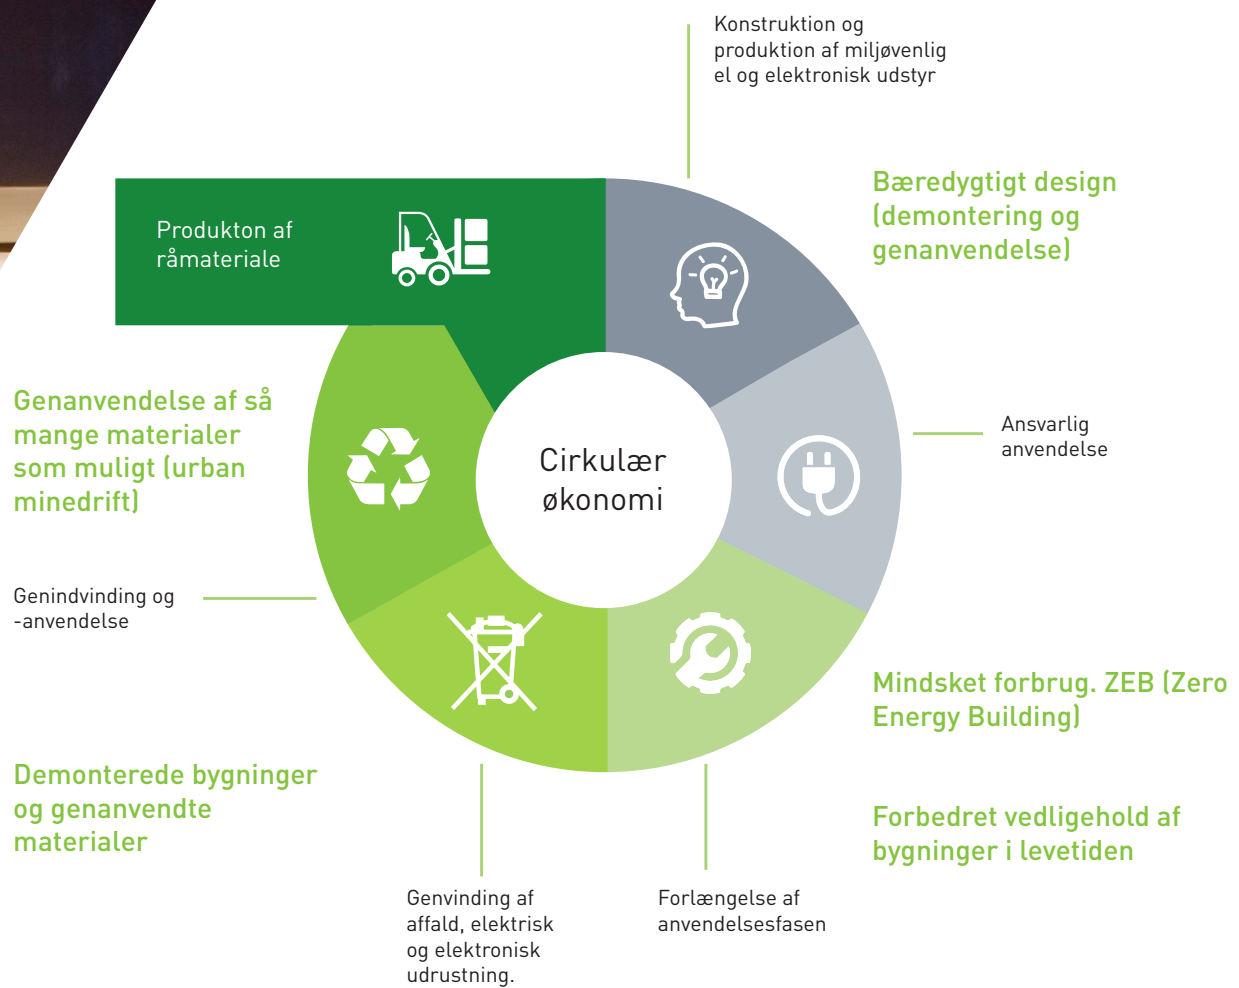 Konstruktion og
produktion af miljøvenlig
el og elektronisk udstyr
Bæredygtigt design
(demontering og
genanvendelse)
Produkton af
råmateriale
Genanvendelse af så
mange materialer
som muligt (urban
minedrift)
Cirkulær
økonomi
Ansvarlig
anvendelse
Genindvinding og
-anvendelse
Mindsket forbrug. ZEB (Zero
Energy Building)
Demonterede bygninger
og genanvendte
materialer
Forbedret vedligehold af
bygninger i levetiden
Genvinding af
affald, elektrisk
og elektronisk
udrustning.
Forlængelse af
anvendelsesfasen